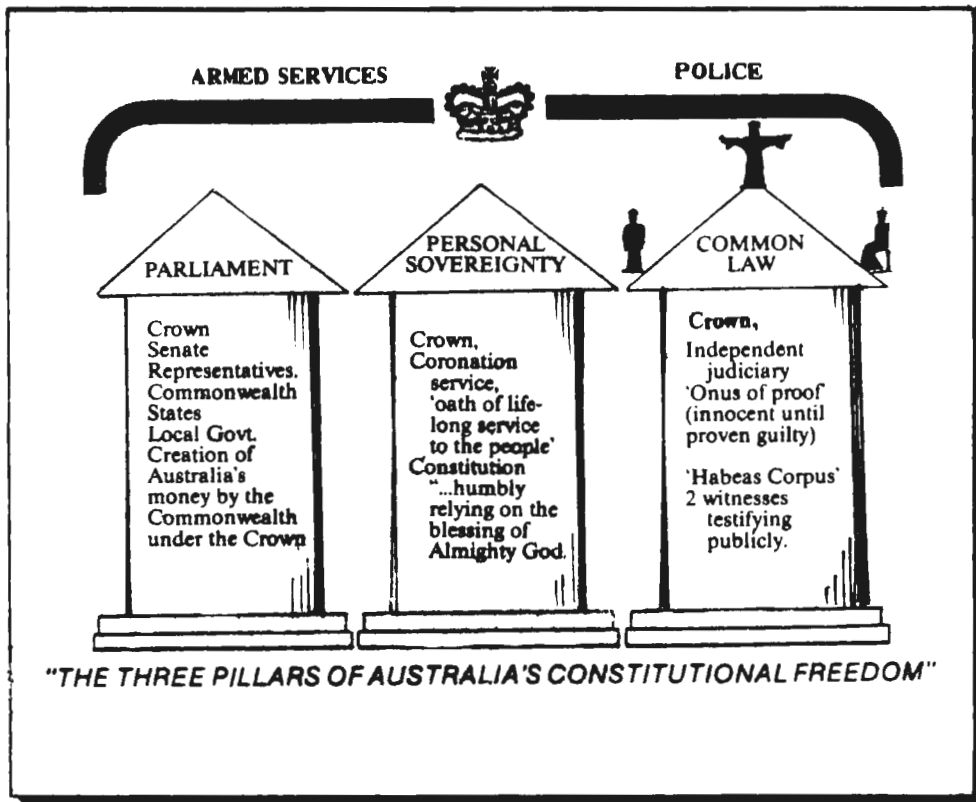 ARMED SERVICES
POLICE
PARLIAMENT
Crown
Senate
Representatives.
Commonwealth
States
Local Govt.
Creation of
Australia's
money by the
Commonwealth
under the Crown
PERSONAL
SOVEREIGNTY
Crown,
Coronation
service,
'oath of life-
long service
to the people'
Constitution
"...humbly
relying on the
blessing of
Almighty God.
COMMON
LAW
Crown,
Independent
judiciary
'Onus of proof'
(innocent until
proven guilty)
'Habeas Corpus'
2 witnesses
testifying
publicly.
"THE THREE PILLARS OF AUSTRALIA'S CONSTITUTIONAL FREEDOM"